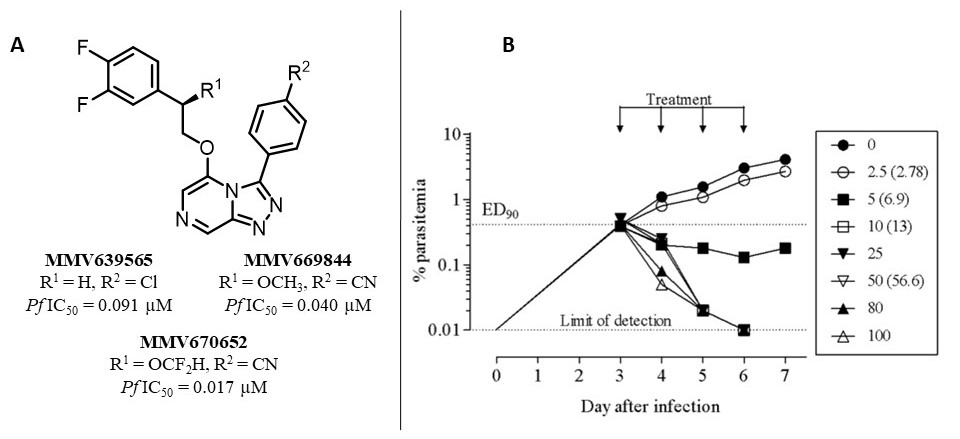 A
F
F
R1
R2
O
N
N
N
N
MMV639565
R1 = H, R2 = Cl
PfIC50 = 0.091 µM
MMV669844
R1 = OCH3, R2 = CN
PfIC50 = 0.040 µM
MMV670652
R1 = OCF2H, R2 = CN
PfIC50 = 0.017 µM
B
Treatment
% parasitemia
10
1
0.1
0.01
ED90
Limit of detection
0 1 2 3 4 5 6 7
Day after infection
0
2.5 (2.78)
5 (6.9)
10 (13)
25
50 (56.6)
80
100